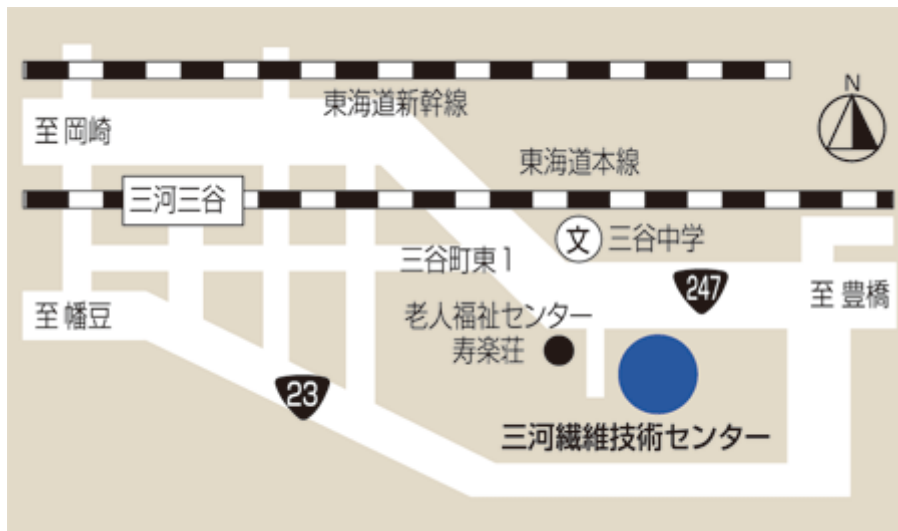 東海道新幹線
N
至 岡崎
東海道本線
三河三谷
文
三谷中学
三谷町東1
247
至 豊橋
至 幡豆
老人福祉センター
寿楽荘
23
三河繊維技術センター